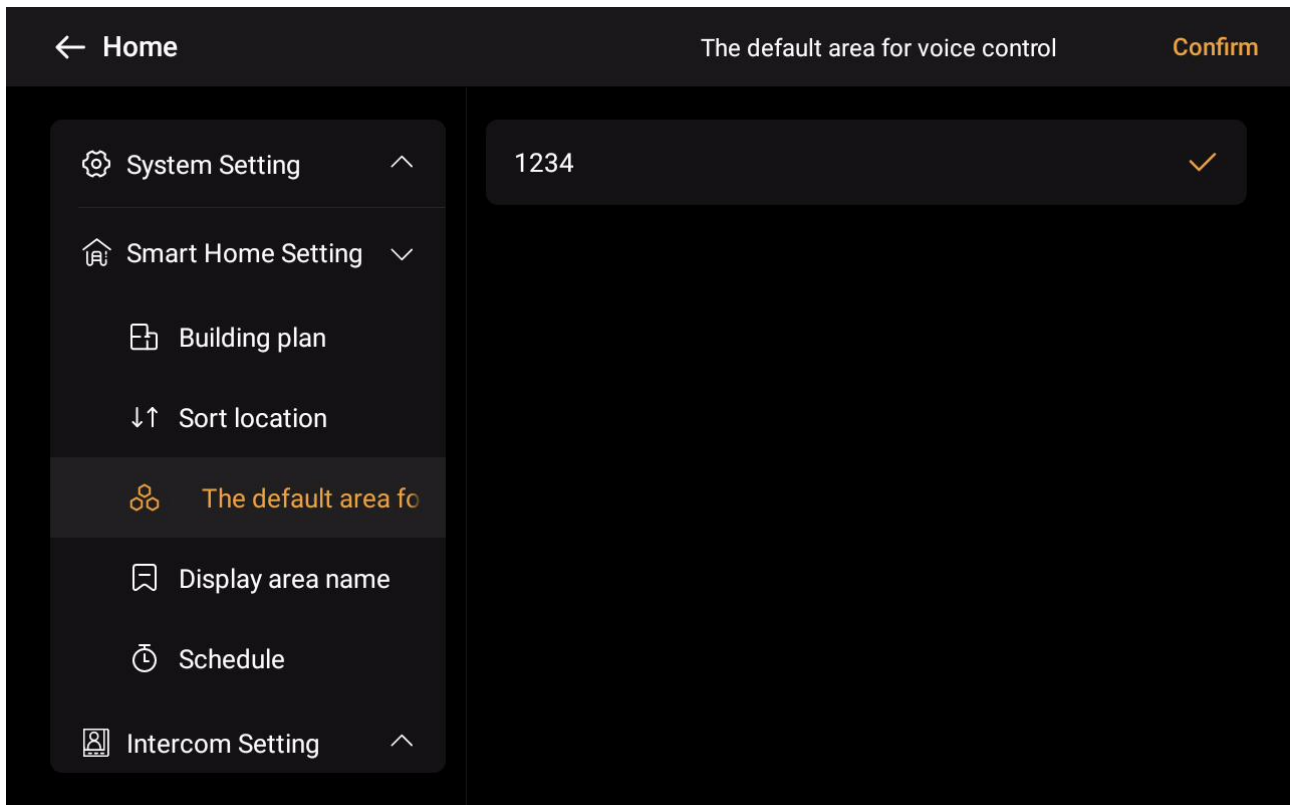 Home
The default area for voice control
Confirm
System Setting
Smart Home Setting
Building plan
Sort location
The default area fo
Display area name
Schedule
Intercom Setting
1234